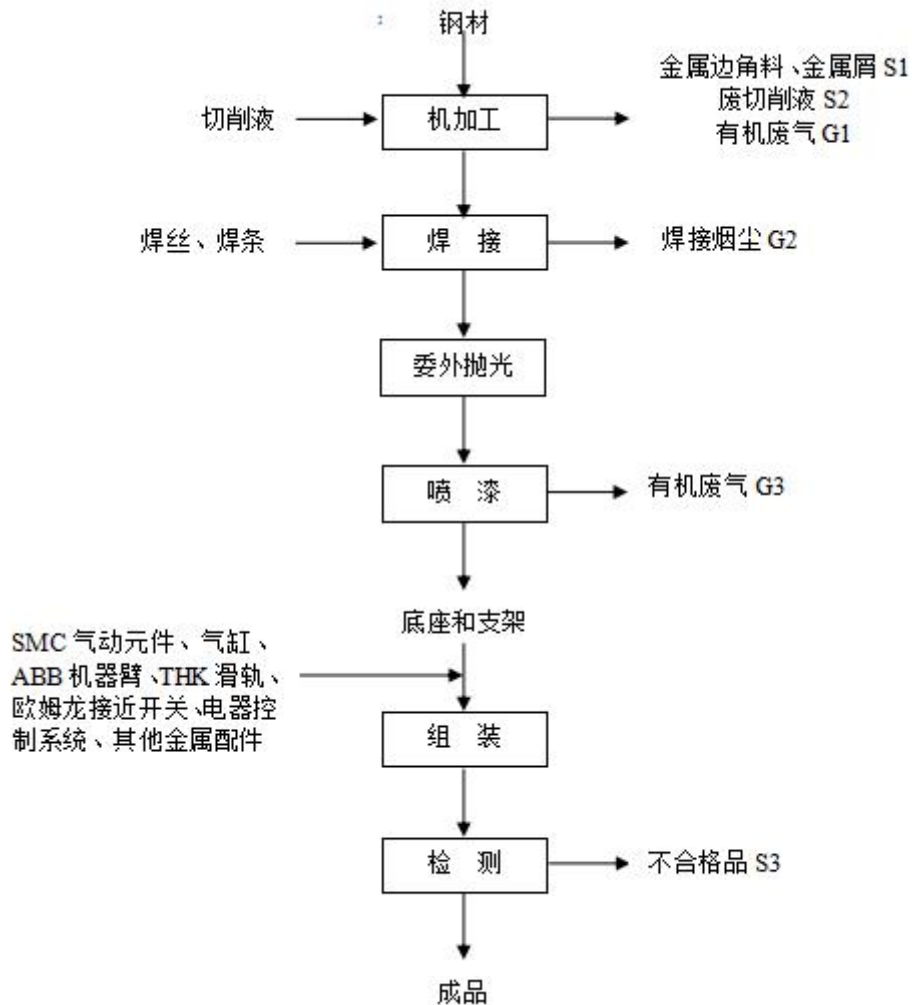 钢材
金属边角料、金属屑 S1
废切削液 S2
有机废气 G1
切削液
机加工
焊丝、焊条
焊 接
焊接烟尘 G2
委外抛光
喷 漆
有机废气 G3
底座和支架
SMC 气动元件、气缸、
ABB 机器臂、THK 滑轨、
欧姆龙接近开关、电器控
制系统、其他金属配件
组 装
检 测
不合格品 S3
成品